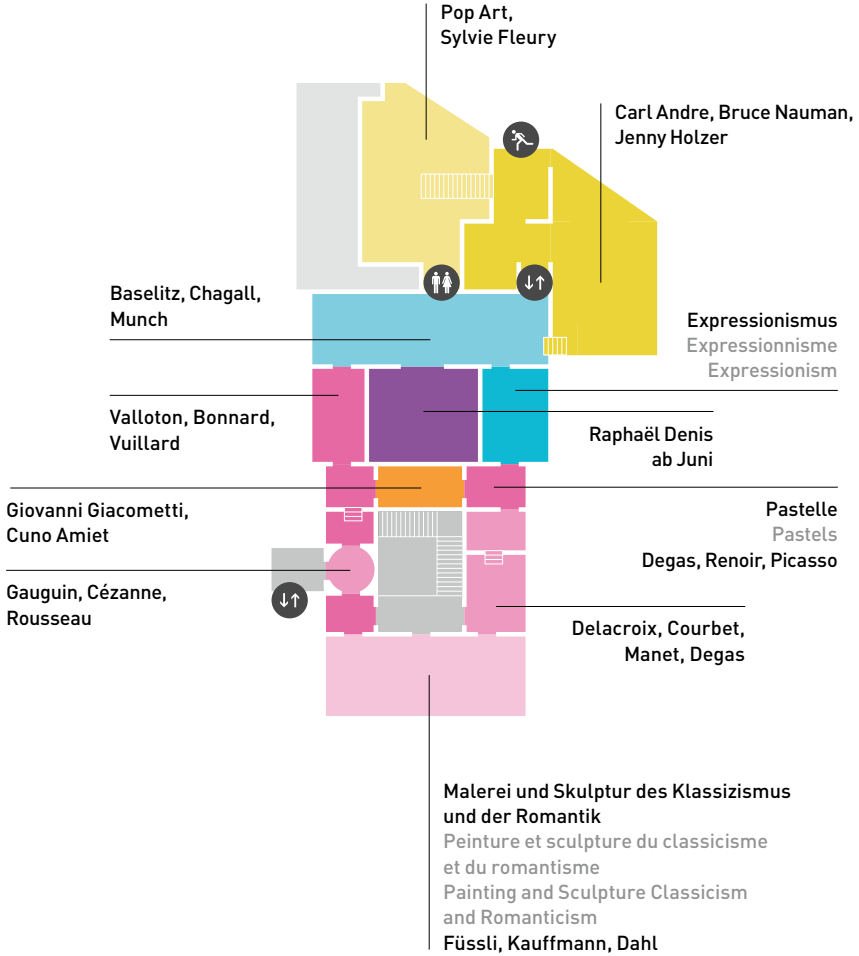 Pop Art,
Sylvie Fleury
Carl Andre, Bruce Nauman,
Jenny Holzer
Baselitz, Chagall,
Munch
Expressionismus
Expressionnisme
Expressionism
Valloton, Bonnard,
Vuillard
Raphaël Denis
ab Juni
Giovanni Giacometti,
Cuno Amiet
Pastelle
Pastels
Degas, Renoir, Picasso
Gauguin, Cézanne,
Rousseau
Delacroix, Courbet,
Manet, Degas
Malerei und Skulptur des Klassizismus
und der Romantik
Peinture et sculpture du classicisme
et du romantisme
Painting and Sculpture Classicism
and Romanticism
Füssli, Kauffmann, Dahl